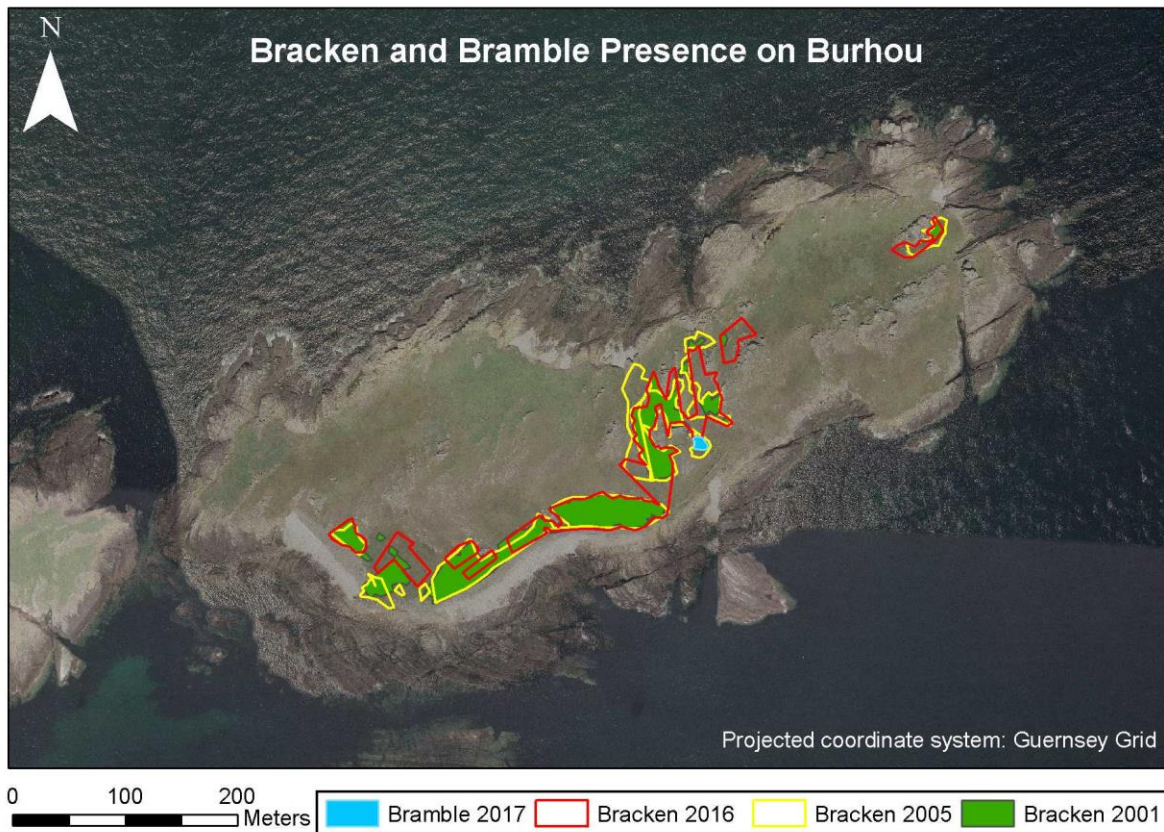 N
Bracken and Bramble Presence on Burhou
Projected coordinate system: Guernsey Grid
0 100 200
Meters
Bramble 2017 Bracken 2016 Bracken 2005 Bracken 2001